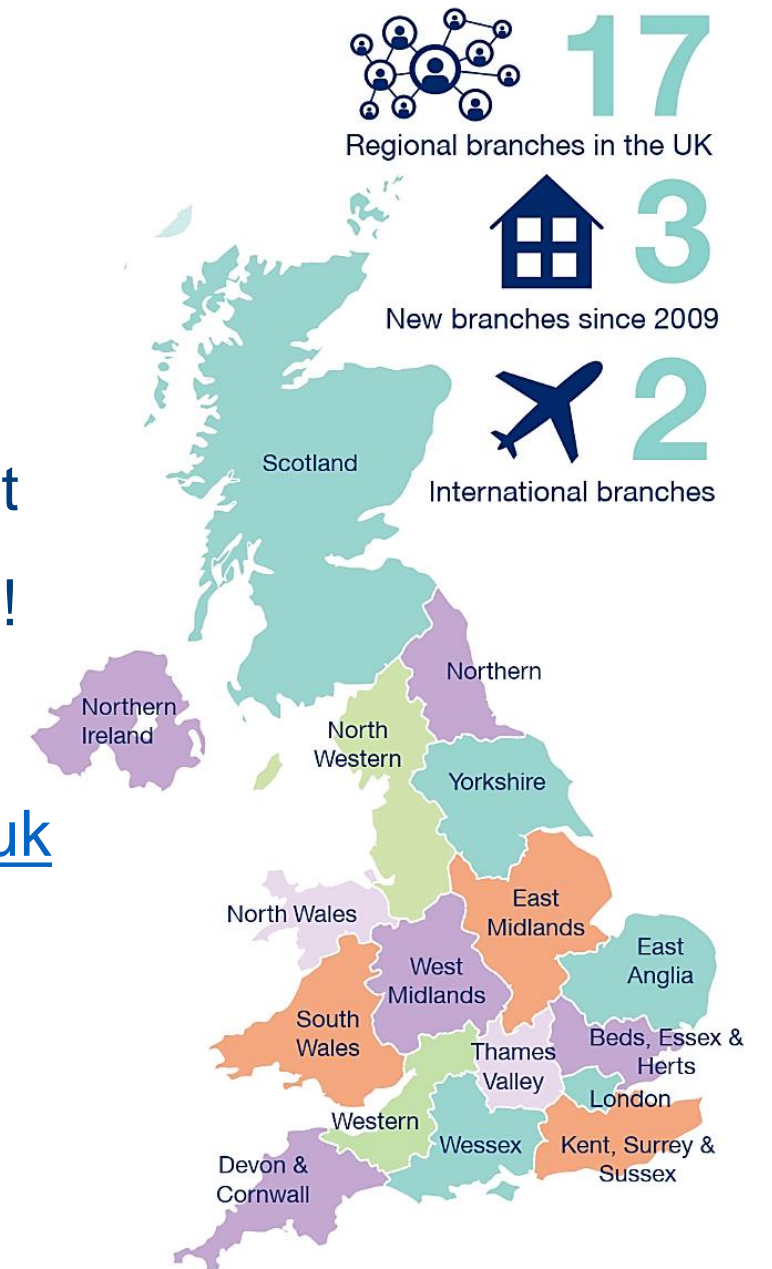 17
Regional branches in the UK
3
New branches since 2009
2
International branches
Scotland
t
!
Northern
Northern
Ireland
North
Western
Yorkshire
uk
North Wales
East
Midlands
West
Midlands
East
Anglia
South
Wales
Thames
Valley
Beds, Essex &
Herts
London
Western
Wessex
Kent, Surrey &
Sussex
Devon &
Cornwall